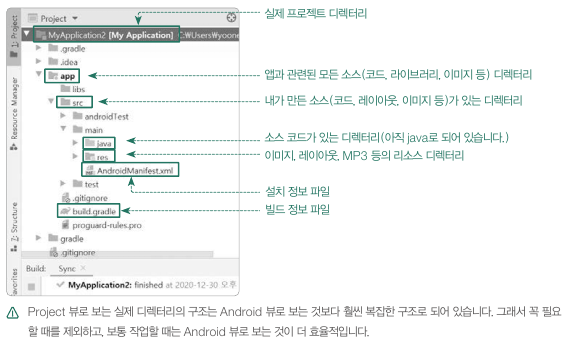 Project
실제 프로젝트 디렉터리
MyApplication2 [My Application] C:₩Users₩yoone
.gradle
.idea
app
앱과 관련된 모든 소스(코드, 라이브러리, 이미지 등) 디렉터리
libs
src
내가 만든 소스(코드, 레이아웃, 이미지 등)가 있는 디렉터리
androidTest
main
java
소스 코드가 있는 디렉터리(아직 java로 되어 있습니다.)
res
이미지, 레이아웃, MP3 등의 리소스 디렉터리
AndroidManifest.xml
설치 정보 파일
test
.gitignore
build.gradle
빌드 정보 파일
proguard-rules.pro
gradle
.gitignore
1: Project
Resource Manager
7: Structure
avorites
Build: Sync ×
MyApplication2: finished at 2020-12-30 오후
Project 뷰로 보는 실제 디렉터리의 구조는 Android 뷰로 보는 것보다 훨씬 복잡한 구조로 되어 있습니다. 그래서 꼭 필요
할 때를 제외하고, 보통 작업할 때는 Android 뷰로 보는 것이 더 효율적입니다.